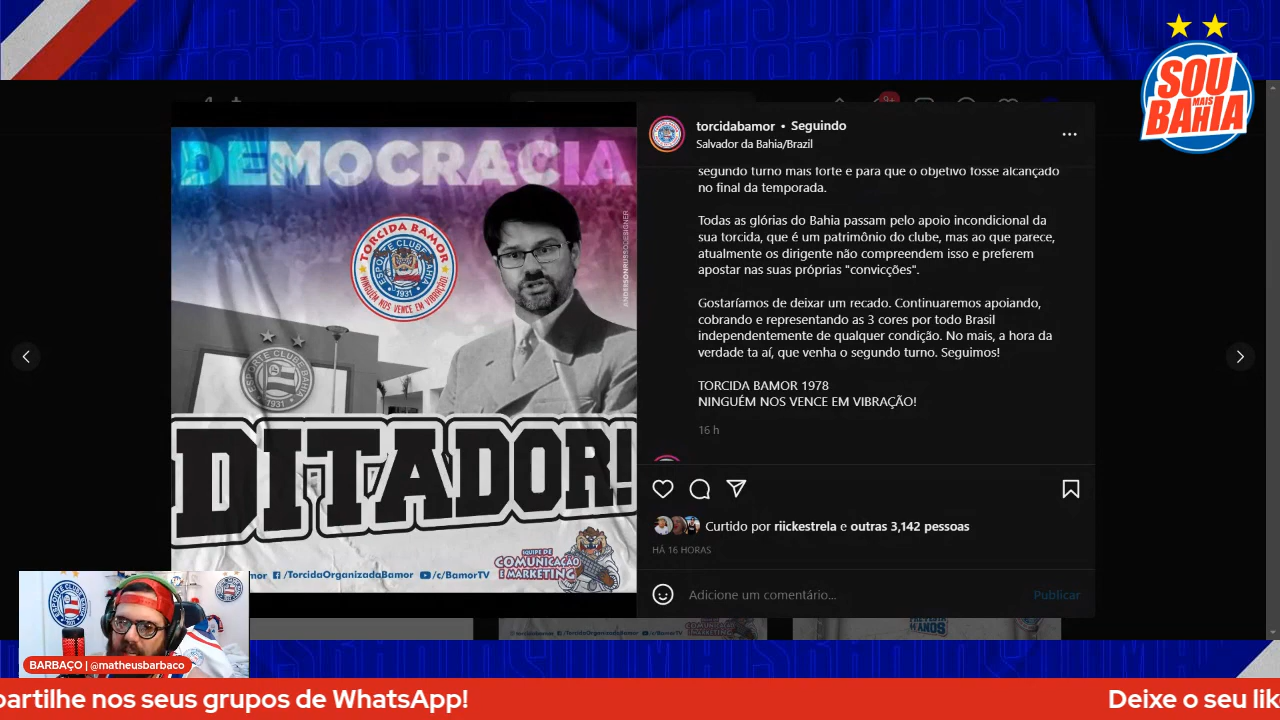 SOU
MAIS
BAHIA
9+
DEMOCRACIA
TORCIDA BAMOR
ESPORTE CLUBE BAHIA
1931
NINGUÉM NOS VENCE EM VIBRAÇÃO!
ANDERSONRUSSODESIGNER
ESPORTE CLUBE BAHIA
1931
DITADOR!
EQUIPE DE
COMUNICAÇÃO
E MARKETING
mor /TorcidaOrganizadaBamor /c/BamorTV
torcidabamor • Seguindo
Salvador da Bahia/Brazil
segundo turno mais forte e para que o objetivo fosse alcançado
no final da temporada.
Todas as glórias do Bahia passam pelo apoio incondicional da
sua torcida, que é um patrimônio do clube, mas ao que parece,
atualmente os dirigente não compreendem isso e preferem
apostar nas suas próprias "convicções".
Gostaríamos de deixar um recado. Continuaremos apoiando,
cobrando e representando as 3 cores por todo Brasil
independentemente de qualquer condição. No mais, a hora da
verdade ta aí, que venha o segundo turno. Seguimos!
TORCIDA BAMOR 1978
NINGUÉM NOS VENCE EM VIBRAÇÃO!
16 h
Curtido por riickestrela e outras 3,142 pessoas
HÁ 16 HORAS
Adicione um comentário... Publicar
BARBAÇO | @matheusbarbaco
partilhe nos seus grupos de WhatsApp! Deixe o seu lik